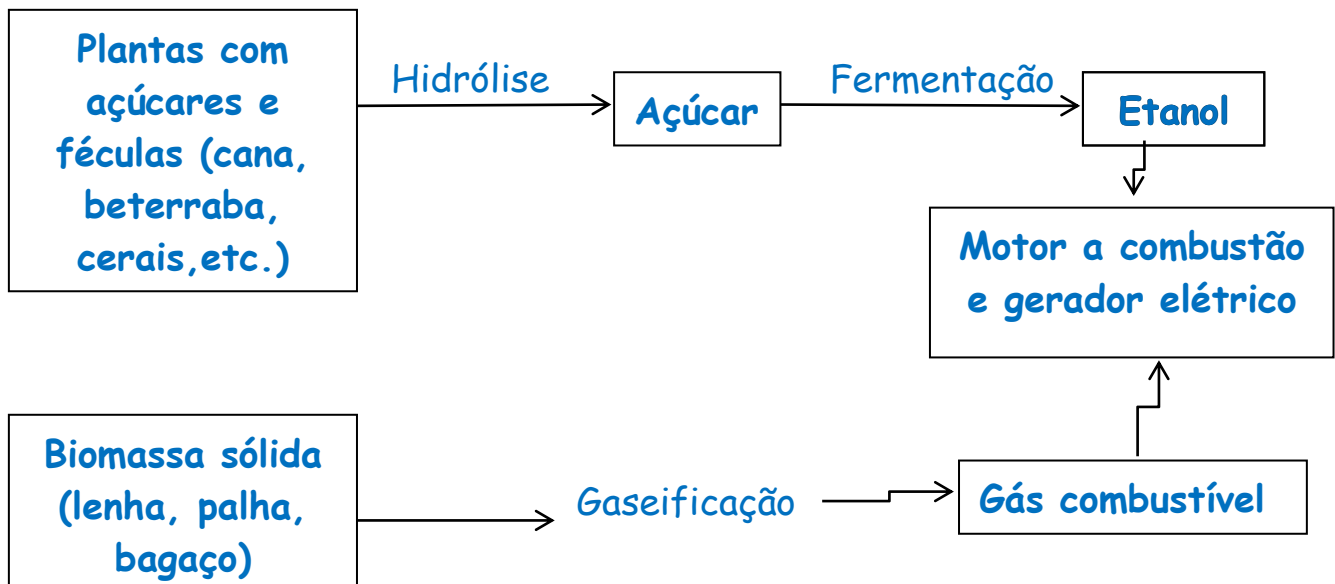 Plantas com
açúcares e
féculas (cana,
beterraba,
cerais,etc.)
Hidrólise
Açúcar
Fermentação
Etanol
Motor a combustão
e gerador elétrico
Biomassa sólida
(lenha, palha,
bagaço)
Gaseificação
Gás combustível